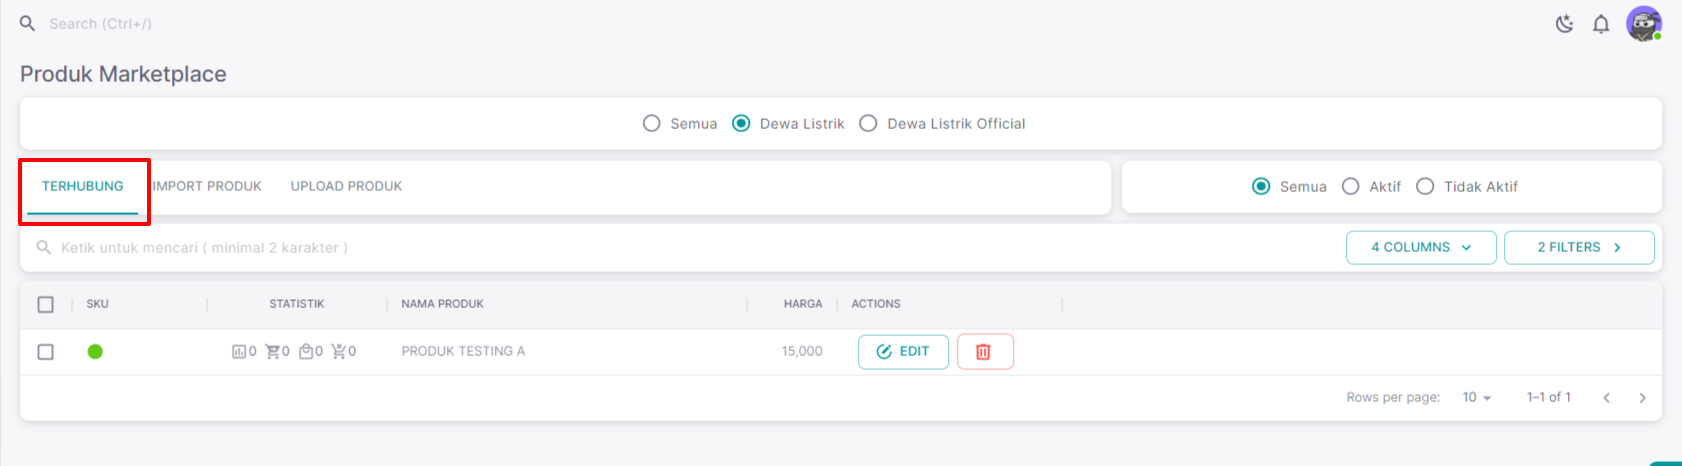 Search (Ctrl+/)
Produk Marketplace
Semua Dewa Listrik Dewa Listrik Official
TERHUBUNG IMPORT PRODUK UPLOAD PRODUK Semua Aktif Tidak Aktif
Ketik untuk mencari ( minimal 2 karakter ) 4 COLUMNS 2 FILTERS
SKU STATISTIK NAMA PRODUK HARGA ACTIONS
0 0 0 0 PRODUK TESTING A 15,000 EDIT
Rows per page: 10 1–1 of 1